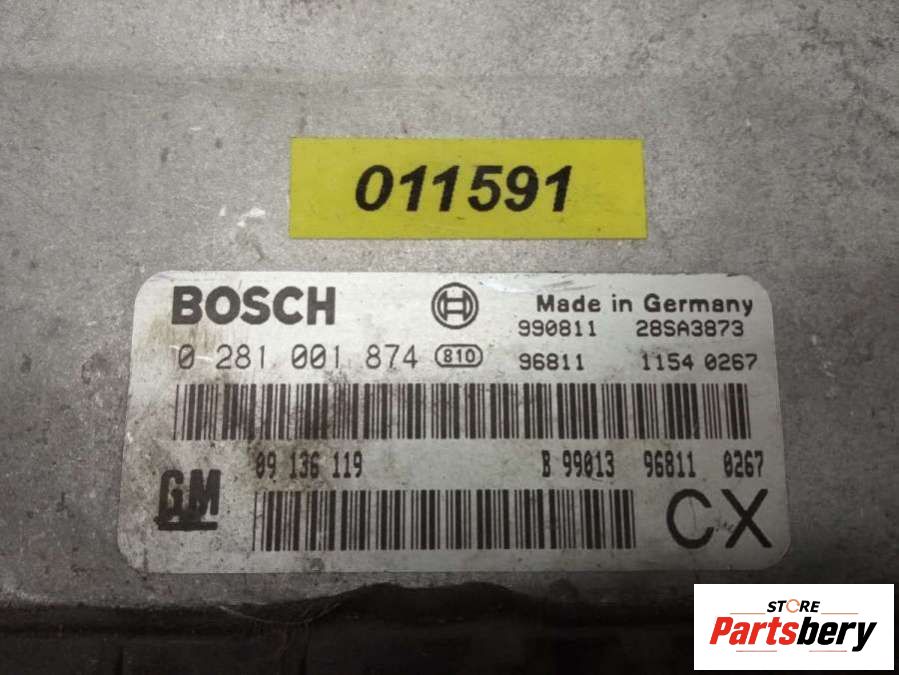 011591
BOSCH Made in Germany
990811 28SA3873
0 281 001 874 810 96811 1154 0267
09 136 119 B 99013 96811 0267
GM CX
STORE
Partsbery